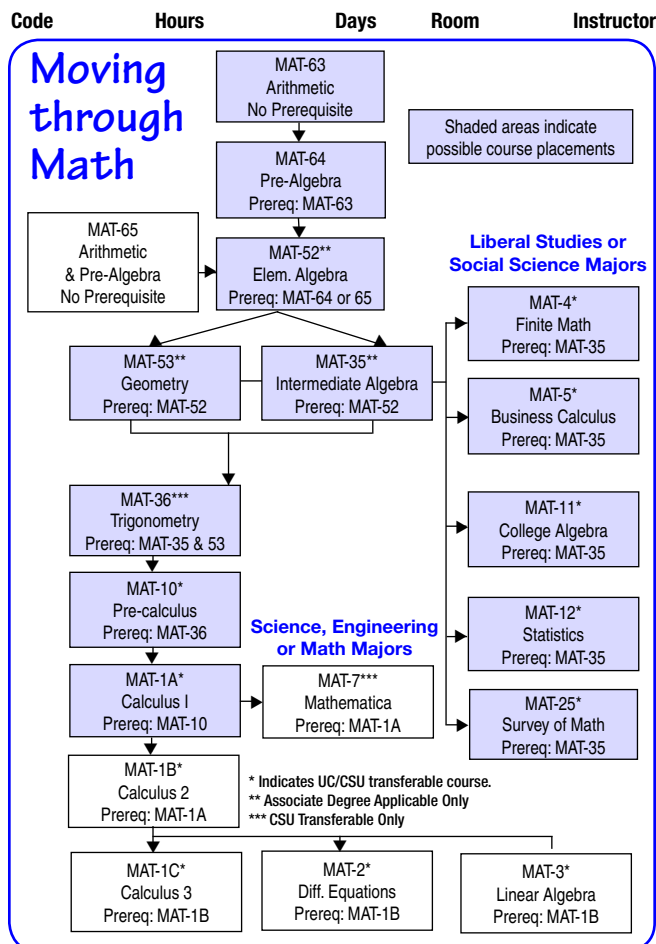 Code Hours Days Room Instructor
Moving
through
Math
MAT-63
Arithmetic
No Prerequisite
Shaded areas indicate
possible course placements
MAT-64
Pre-Algebra
Prereq: MAT-63
MAT-65
Arithmetic
& Pre-Algebra
No Prerequisite
MAT-52**
Elem. Algebra
Prereq: MAT-64 or 65
Liberal Studies or
Social Science Majors
MAT-4*
Finite Math
Prereq: MAT-35
MAT-53**
Geometry
Prereq: MAT-52
MAT-35**
Intermediate Algebra
Prereq: MAT-52
MAT-5*
Business Calculus
Prereq: MAT-35
MAT-36***
Trigonometry
Prereq: MAT-35 & 53
MAT-11*
College Algebra
Prereq: MAT-35
MAT-10*
Pre-calculus
Prereq: MAT-36
Science, Engineering
or Math Majors
MAT-12*
Statistics
Prereq: MAT-35
MAT-1A*
Calculus I
Prereq: MAT-10
MAT-7***
Mathematica
Prereq: MAT-1A
MAT-25*
Survey of Math
Prereq: MAT-35
MAT-1B*
Calculus 2
Prereq: MAT-1A
* Indicates UC/CSU transferable course.
** Associate Degree Applicable Only
*** CSU Transferable Only
MAT-1C*
Calculus 3
Prereq: MAT-1B
MAT-2*
Diff. Equations
Prereq: MAT-1B
MAT-3*
Linear Algebra
Prereq: MAT-1B